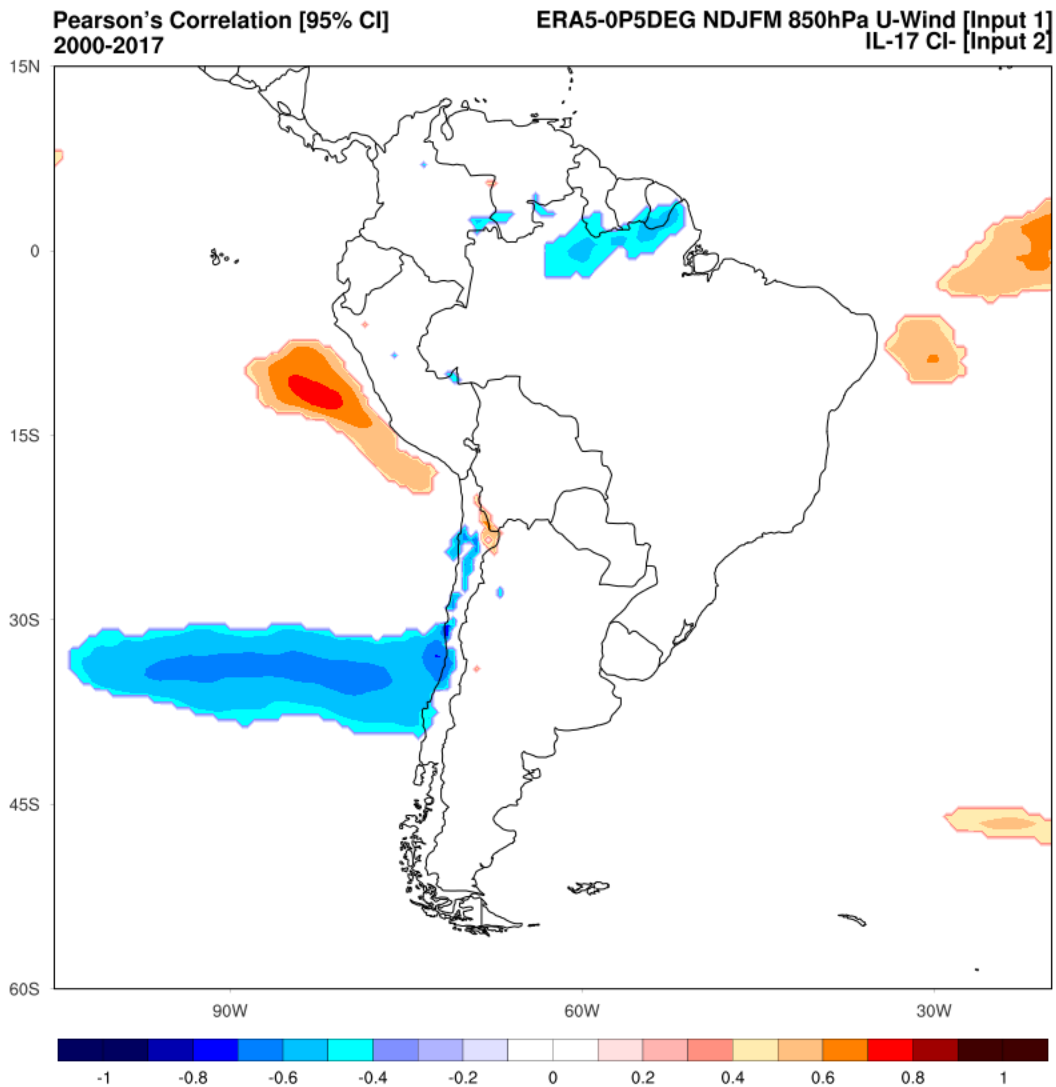 Pearson's Correlation [95% CI]
2000-2017
ERA5-0P5DEG NDJFM 850hPa U-Wind [Input 1]
IL-17 Cl- [Input 2]
15N
0
15S
30S
45S
60S
90W 60W 30W
-1 -0.8 -0.6 -0.4 -0.2 0 0.2 0.4 0.6 0.8 1